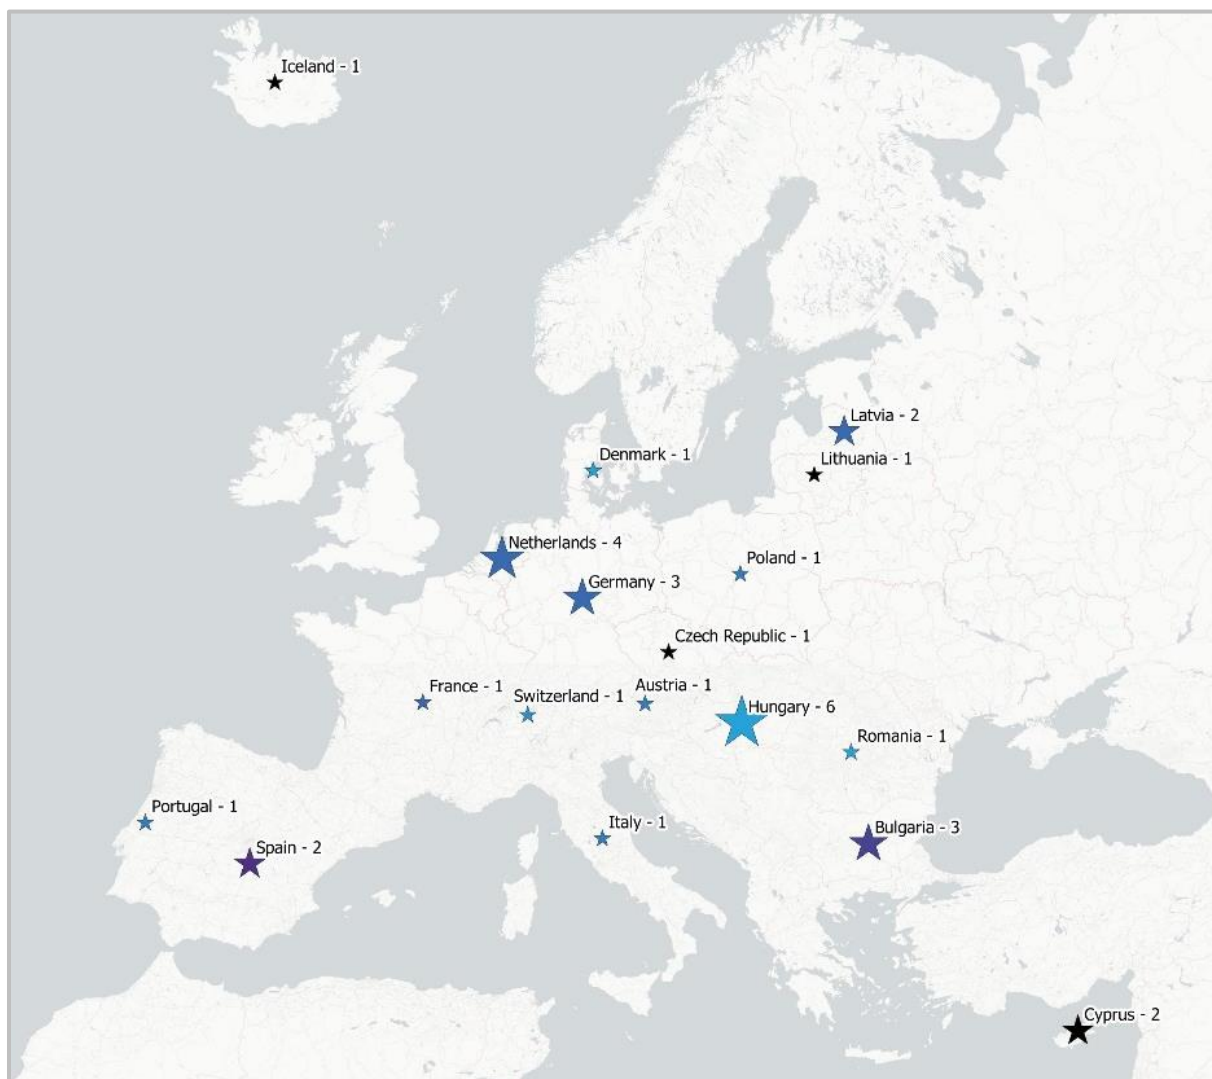 Iceland - 1
Latvia - 2
Denmark - 1
Lithuania - 1
Netherlands - 4
Poland - 1
Germany - 3
Czech Republic - 1
France - 1
Switzerland - 1
Austria - 1
Hungary - 6
Romania - 1
Portugal - 1
Italy - 1
Bulgaria - 3
Spain - 2
Cyprus - 2